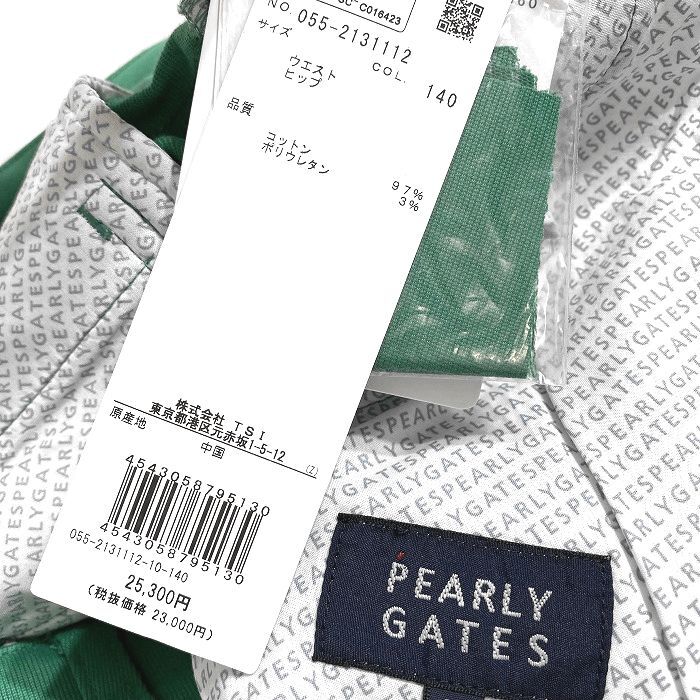 SC- C016423
NO. 055-2131112
サイズ COL. 140
ウエスト
ヒップ
品質
コットン 97%
ポリウレタン 3%
株式会社 TSI
東京都港区元赤坂1-5-12
原産地 中国 (2)
4543058795130
4543058795130
055-2131112-10-140
25,300円
(税抜価格 23,000円)
PEARLY
GATES